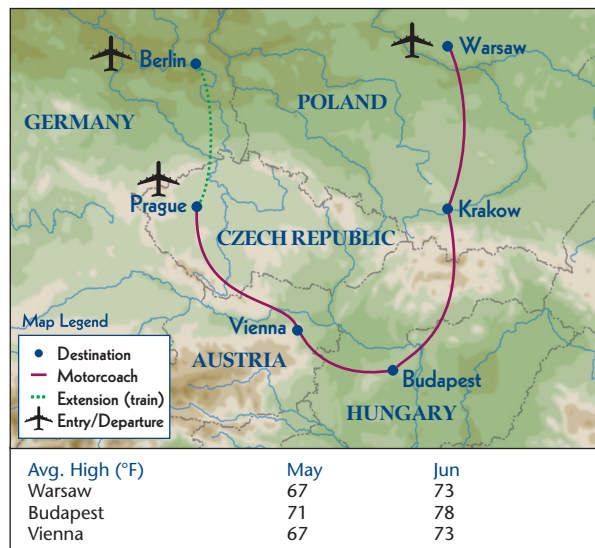 Warsaw
Berlin
POLAND
GERMANY
Prague
Krakow
CZECH REPUBLIC
Vienna
Map Legend
Destination
Motorcoach
Extension (train)
Entry/Departure
AUSTRIA
Budapest
HUNGARY
Avg. High (°F) May Jun
Warsaw 67 73
Budapest 71 78
Vienna 67 73